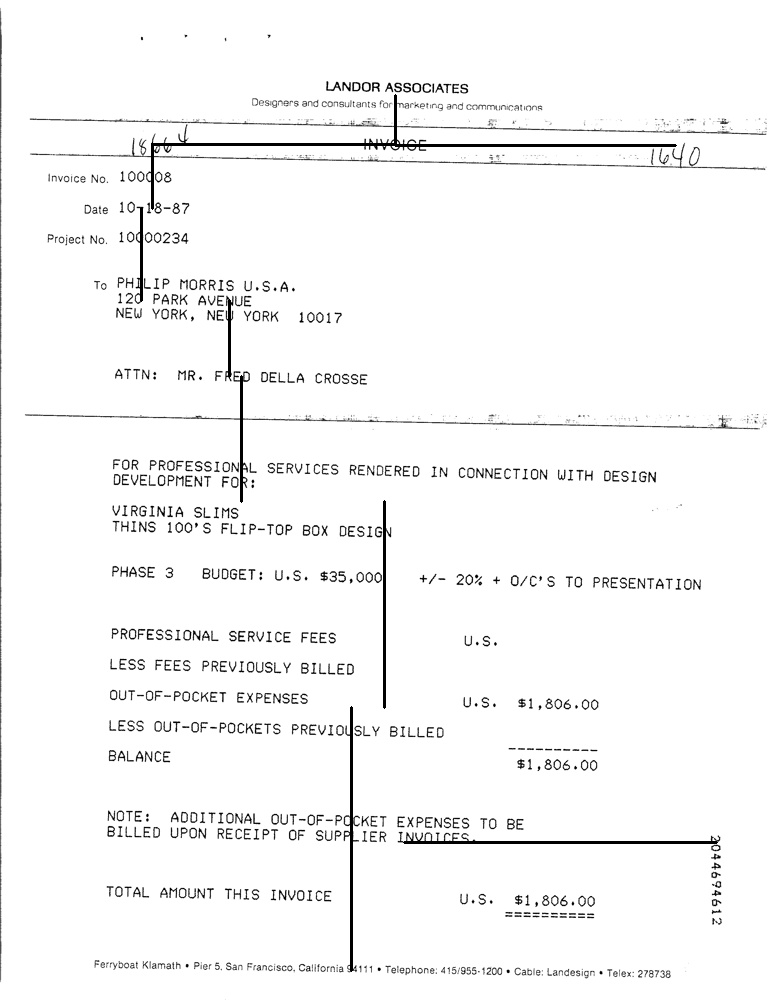 LANDOR ASSOCIATES
Designers and consultants for marketing and communications
18664
INVOICE
1640
Invoice No. 100008
Date 10-18-87
Project No. 10000234
To PHILIP MORRIS U.S.A.
120 PARK AVENUE
NEW YORK, NEW YORK 10017
ATTN: MR. FRED DELLA CROSSE
FOR PROFESSIONAL SERVICES RENDERED IN CONNECTION WITH DESIGN
DEVELOPMENT FOR:
VIRGINIA SLIMS
THINS 100'S FLIP-TOP BOX DESIGN
PHASE 3 BUDGET: U.S. $35,000 +/- 20% + O/C'S TO PRESENTATION
PROFESSIONAL SERVICE FEES U.S.
LESS FEES PREVIOUSLY BILLED
OUT-OF-POCKET EXPENSES U.S. $1,806.00
LESS OUT-OF-POCKETS PREVIOUSLY BILLED
----------
BALANCE $1,806.00
NOTE: ADDITIONAL OUT-OF-POCKET EXPENSES TO BE
BILLED UPON RECEIPT OF SUPPLIER INVOICES.
2044694612
TOTAL AMOUNT THIS INVOICE U.S. $1,806.00
==========
Ferryboat Klamath • Pier 5, San Francisco, California 94111 • Telephone: 415/955-1200 • Cable: Landesign • Telex: 278738